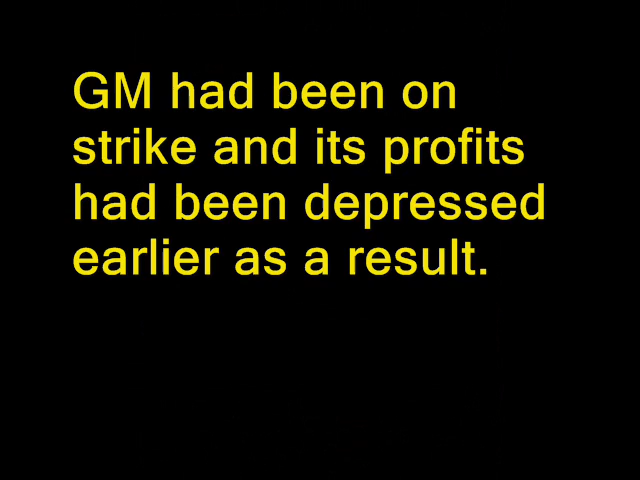 GM had been on
strike and its profits
had been depressed
earlier as a result.